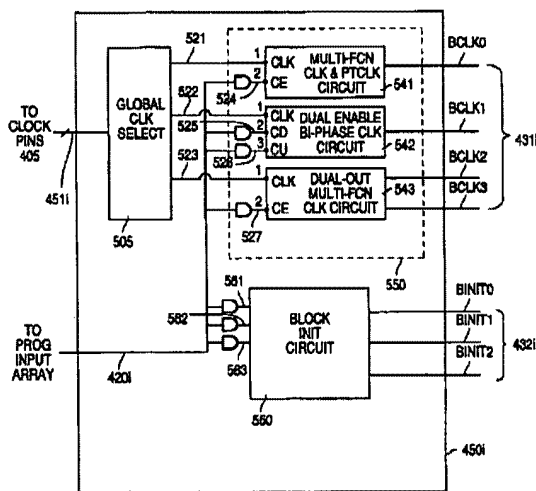 521
BCLK0
1
CLK
MULTI-FCN
CLK & PTCLK
CIRCUIT
2
CE
524
541
GLOBAL
CLK
SELECT
522
525
523
1
CLK
2
CD
3
CU
526
DUAL ENABLE
BI-PHASE CLK
CIRCUIT
542
BCLK1
431i
TO
CLOCK
PINS 405
451i
505
1
CLK
2
CE
527
DUAL-OUT
MULTI-FCN
CLK CIRCUIT
543
BCLK2
BCLK3
550
561
562
563
BLOCK
INIT
CIRCUIT
560
BINIT0
BINIT1
BINIT2
432i
TO
PROG
INPUT
ARRAY
420i
450i